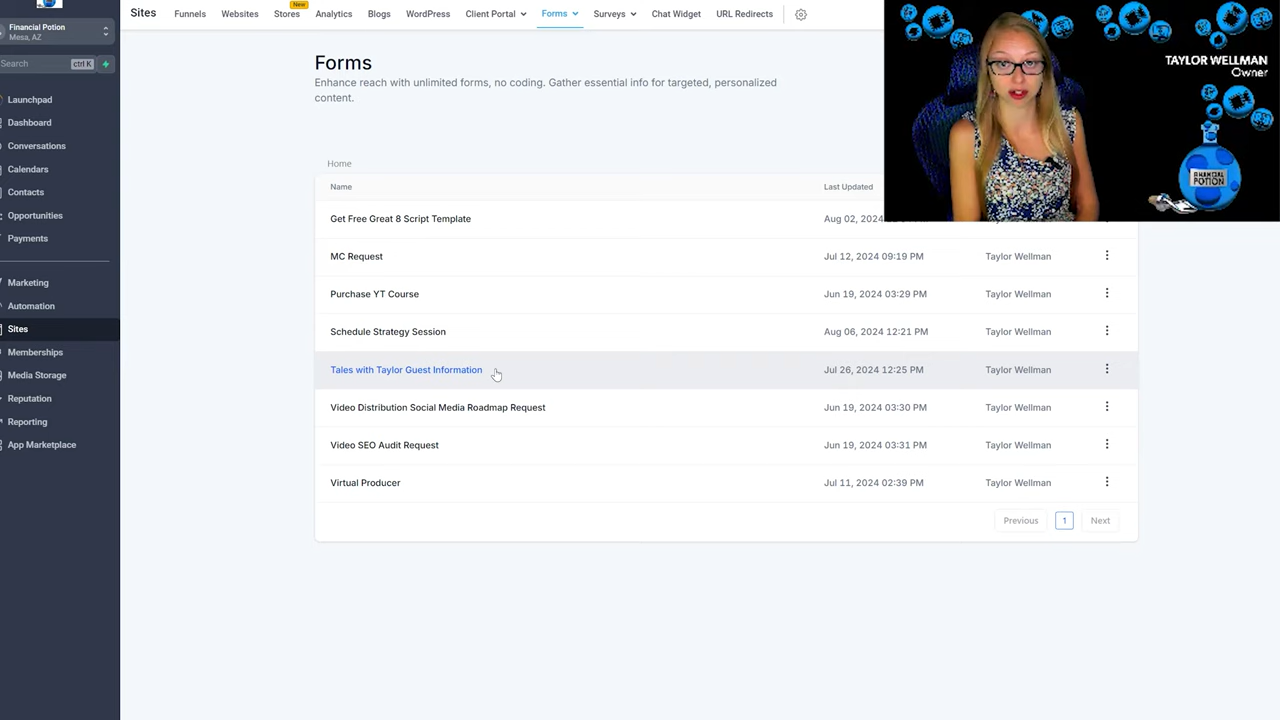 Financial Potion
Mesa, AZ
Search
ctrl K
Launchpad
Dashboard
Conversations
Calendars
Contacts
Opportunities
Payments
Marketing
Automation
Sites
Memberships
Media Storage
Reputation
Reporting
App Marketplace
Sites
Funnels
Websites
New
Stores
Analytics
Blogs
WordPress
Client Portal
Forms
Surveys
Chat Widget
URL Redirects
Forms
Enhance reach with unlimited forms, no coding. Gather essential info for targeted, personalized
content.
Home
Name Last Updated
Get Free Great 8 Script Template Aug 02,
MC Request Jul 12, 2024 09:19 PM Taylor Wellman
Purchase YT Course Jun 19, 2024 03:29 PM Taylor Wellman
Schedule Strategy Session Aug 06, 2024 12:21 PM Taylor Wellman
Tales with Taylor Guest Information Jul 26, 2024 12:25 PM Taylor Wellman
Video Distribution Social Media Roadmap Request Jun 19, 2024 03:30 PM Taylor Wellman
Video SEO Audit Request Jun 19, 2024 03:31 PM Taylor Wellman
Virtual Producer Jul 11, 2024 02:39 PM Taylor Wellman
Previous 1 Next
TAYLOR WELLMAN
Owner
FINANCIAL
POTION